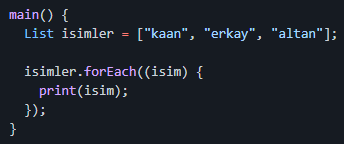 main() {
  List isimler = ["kaan", "erkay", "altan"];

  isimler.forEach((isim) {
    print(isim);
  });
}